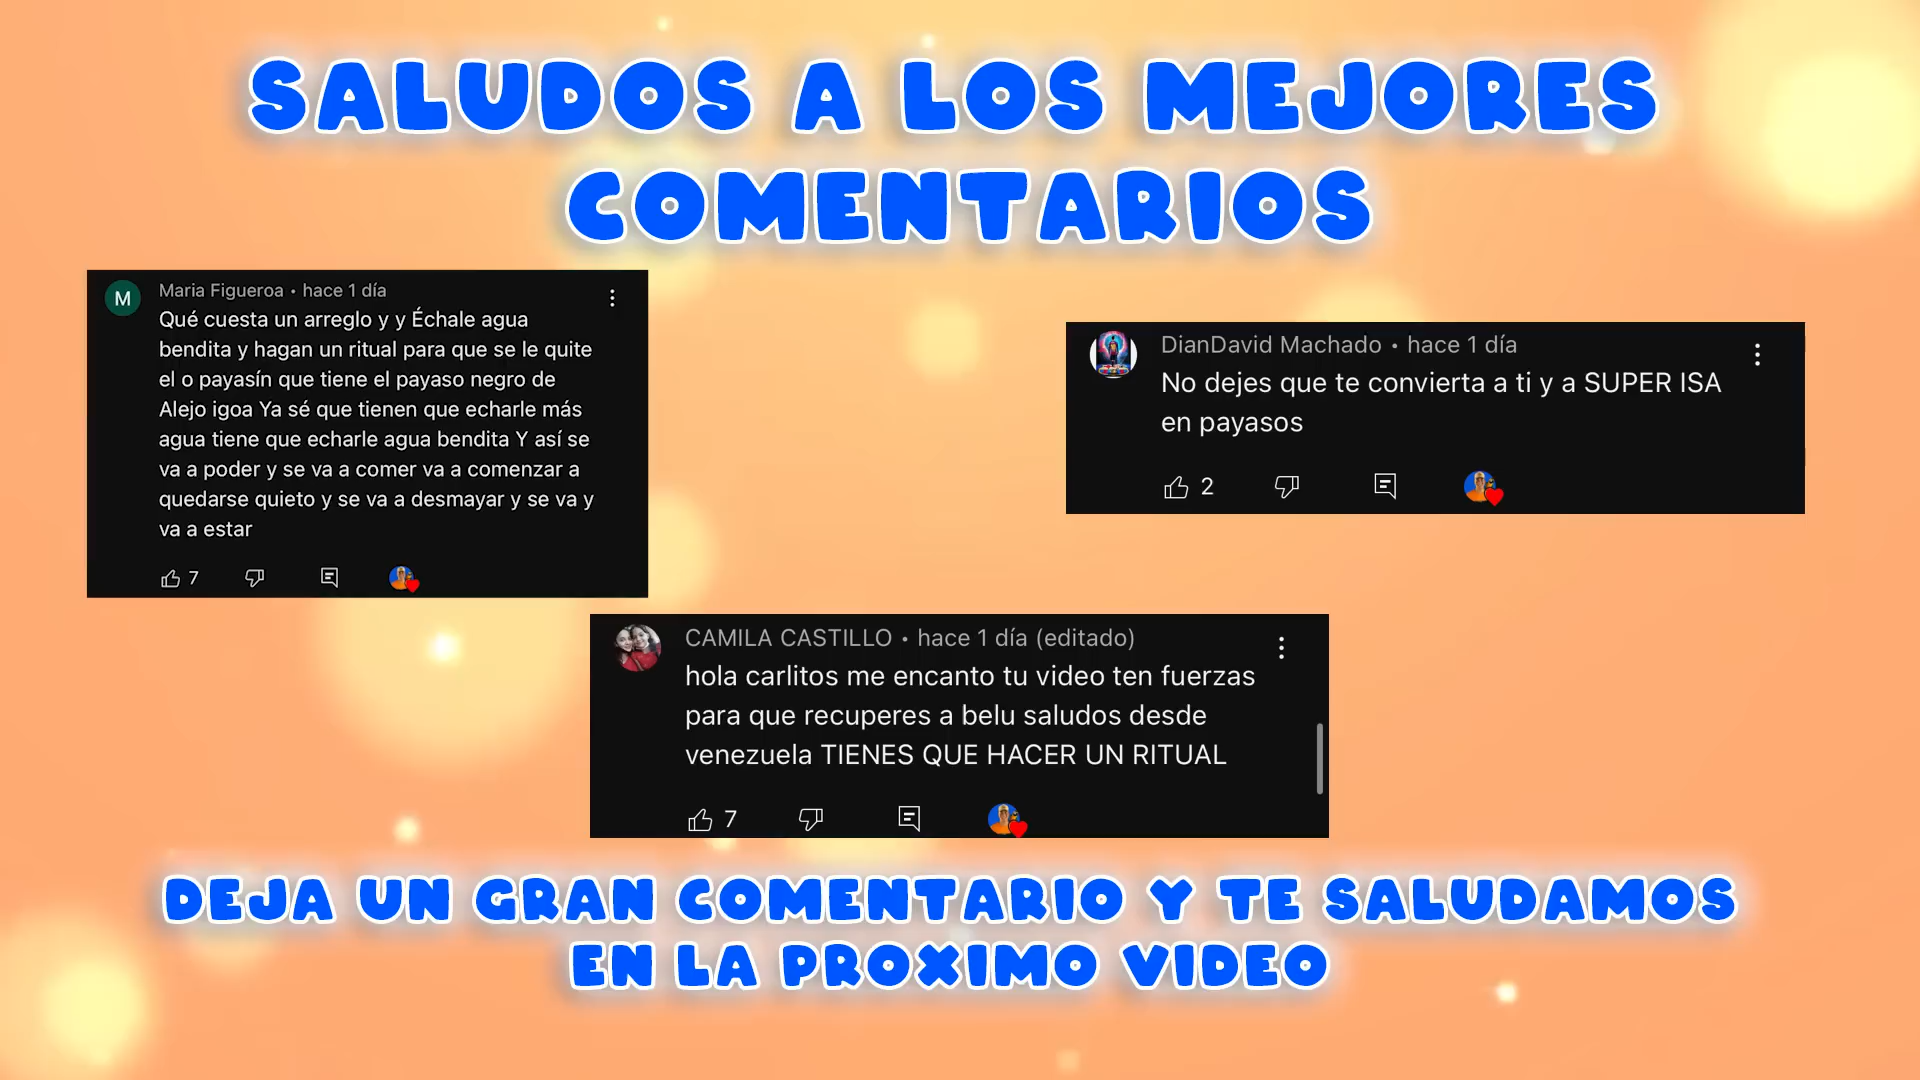 SALUDOS A LOS MEJORES
COMENTARIOS
M
Maria Figueroa • hace 1 día
Qué cuesta un arreglo y y Échale agua
bendita y hagan un ritual para que se le quite
el o payasín que tiene el payaso negro de
Alejo igoa Ya sé que tienen que echarle más
agua tiene que echarle agua bendita Y así se
va a poder y se va a comer va a comenzar a
quedarse quieto y se va a desmayar y se va y
va a estar
7
DianDavid Machado • hace 1 día
No dejes que te convierta a ti y a SUPER ISA
en payasos
2
CAMILA CASTILLO • hace 1 día (editado)
hola carlitos me encanto tu video ten fuerzas
para que recuperes a belu saludos desde
venezuela TIENES QUE HACER UN RITUAL
7
DEJA UN GRAN COMENTARIO Y TE SALUDAMOS
EN LA PROXIMO VIDEO